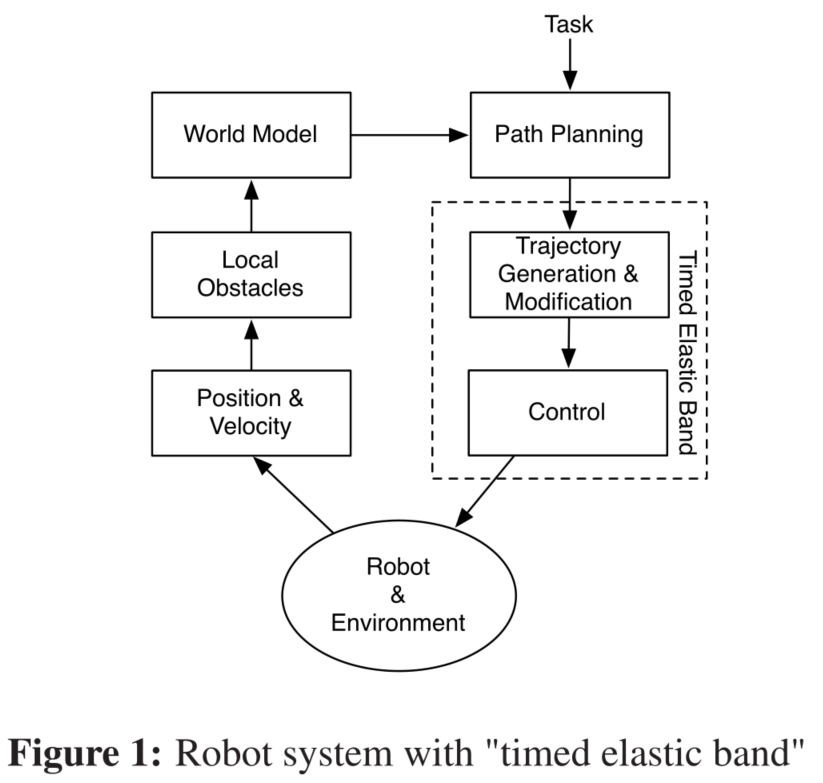 Task
World Model
Path Planning
Local
Obstacles
Trajectory
Generation &
Modification
Timed Elastic Band
Position &
Velocity
Control
Robot
&
Environment
Figure 1: Robot system with "timed elastic band"